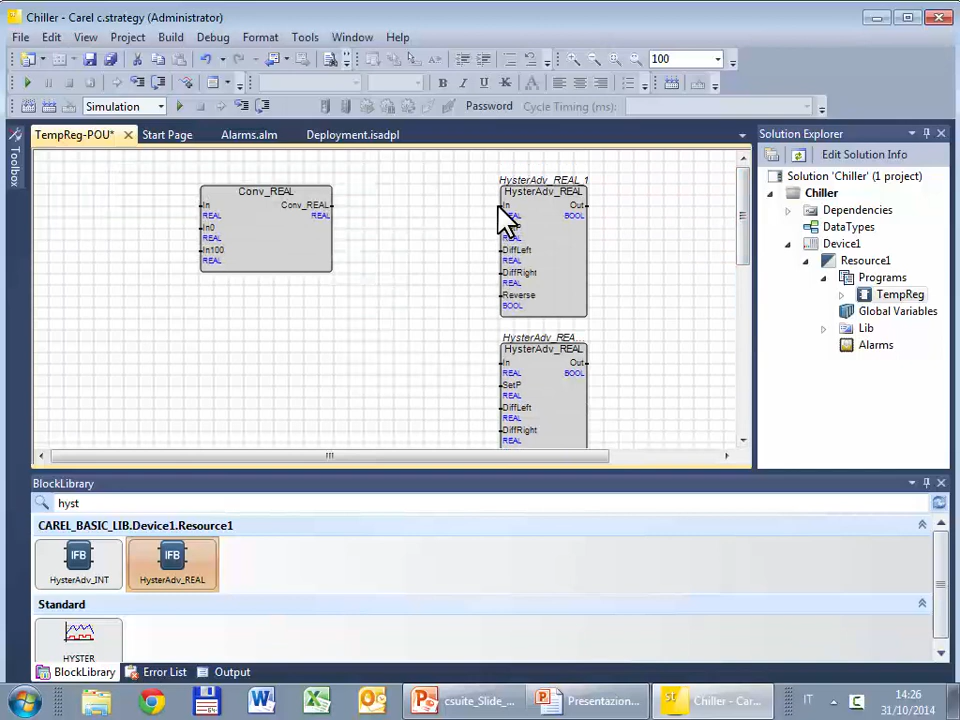 Chiller - Carel c.strategy (Administrator)
File Edit View Project Build Debug Format Tools Window Help
100
Simulation Password Cycle Timing (ms):
TempReg-POU* Start Page Alarms.alm Deployment.isadpl
Toolbox
Conv_REAL
In Conv_REAL
REAL REAL
In0
REAL
In100
REAL
HysterAdv_REAL_1
HysterAdv_REAL
In Out
BOOL
DiffLeft
REAL
DiffRight
REAL
Reverse
BOOL
HysterAdv_REA...
HysterAdv_REAL
In Out
REAL BOOL
SetP
REAL
DiffLeft
REAL
DiffRight
REAL
Solution Explorer
Edit Solution Info
Solution 'Chiller' (1 project)
Chiller
Dependencies
DataTypes
Device1
Resource1
Programs
TempReg
Global Variables
Lib
Alarms
BlockLibrary
hyst
CAREL_BASIC_LIB.Device1.Resource1
IFB IFB
HysterAdv_INT HysterAdv_REAL
Standard
HYSTER
BlockLibrary Error List Output
csuite_Slide_... Presentazion... Chiller - Car... IT 14:26
31/10/2014